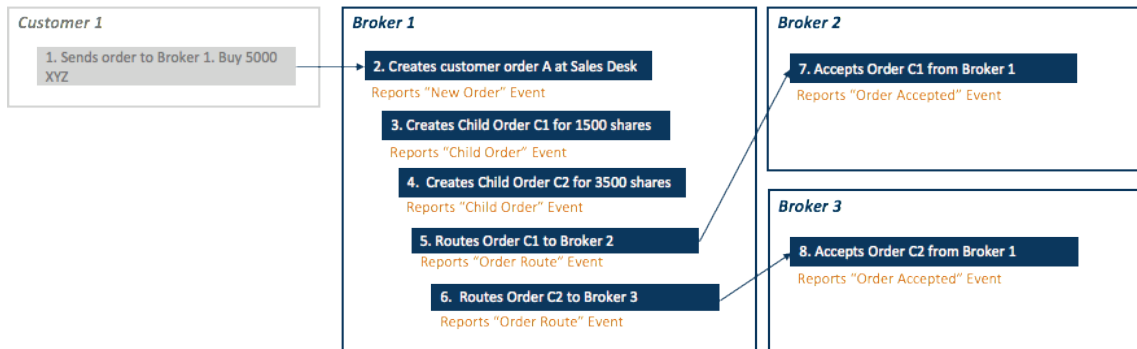 Customer 1
1. Sends order to Broker 1. Buy 5000
XYZ
Broker 1
2. Creates customer order A at Sales Desk
Reports "New Order" Event
3. Creates Child Order C1 for 1500 shares
Reports "Child Order" Event
4. Creates Child Order C2 for 3500 shares
Reports "Child Order" Event
5. Routes Order C1 to Broker 2
Reports "Order Route" Event
6. Routes Order C2 to Broker 3
Reports "Order Route" Event
Broker 2
7. Accepts Order C1 from Broker 1
Reports "Order Accepted" Event
Broker 3
8. Accepts Order C2 from Broker 1
Reports "Order Accepted" Event